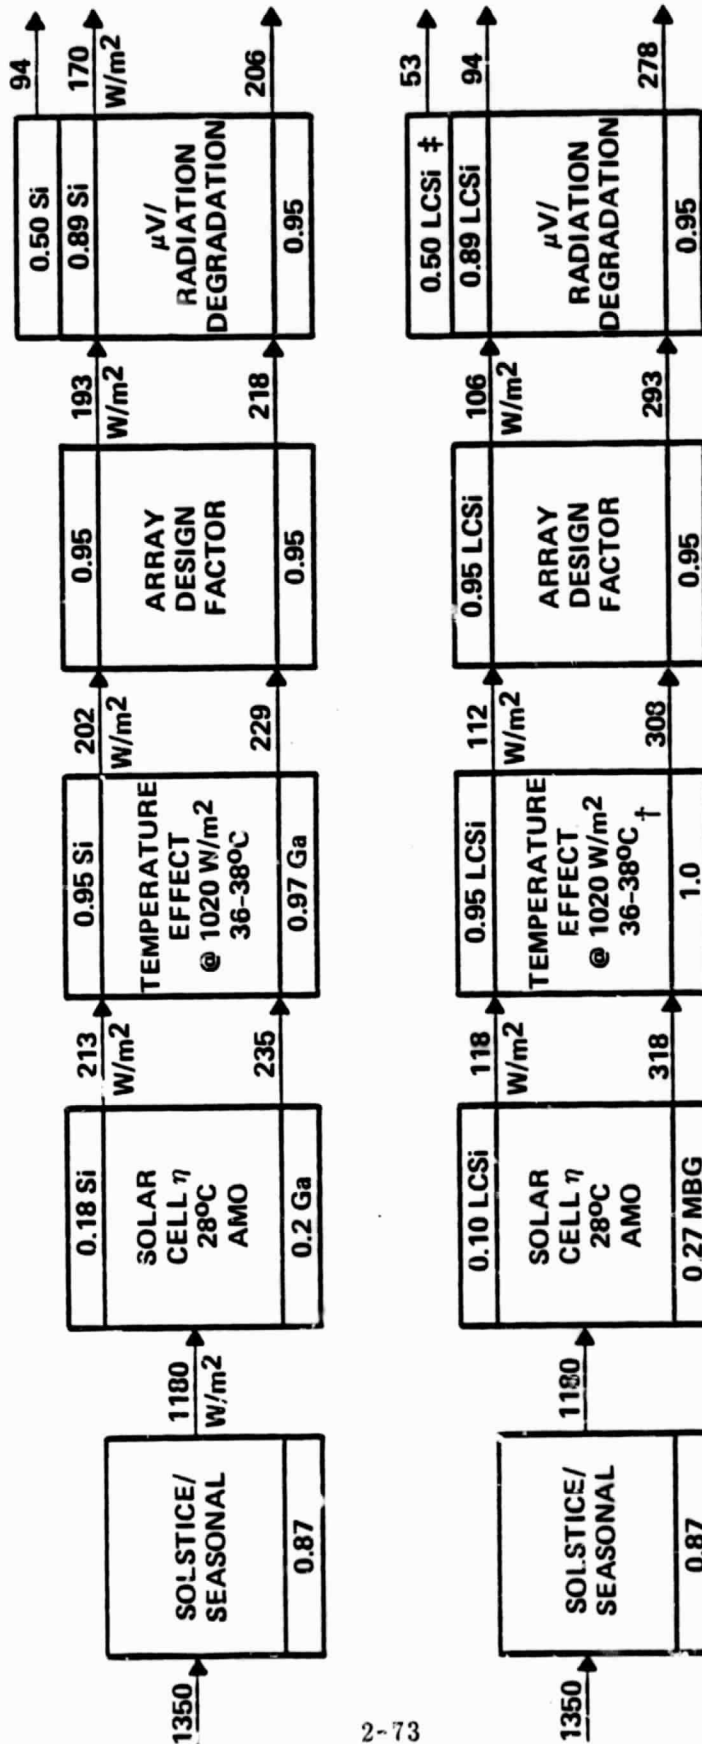 1350
SOLSTICE/
SEASONAL
0.87
1180
W/m2
0.18 Si
SOLAR
CELL η
28ºC
AMO
0.2 Ga
213
W/m2
235
0.95 Si
TEMPERATURE
EFFECT
@ 1020 W/m2
36-38ºC
0.97 Ga
202
W/m2
229
0.95
ARRAY
DESIGN
FACTOR
0.95
193
W/m2
218
0.50 Si
0.89 Si
μV/
RADIATION
DEGRADATION
0.95
94
170
W/m2
206
1350
SOLSTICE/
SEASONAL
0.87
1180
0.10 LCSi
SOLAR
CELL η
28ºC
AMO
0.27 MBG
118
W/m2
318
0.95 LCSi
TEMPERATURE
EFFECT
@ 1020 W/m2
36-38ºC †
1.0
112
W/m2
308
0.95 LCSi
ARRAY
DESIGN
FACTOR
0.95
106
W/m2
293
0.50 LCSi ‡
0.89 LCSi
μV/
RADIATION
DEGRADATION
0.95
53
94
278
2-73